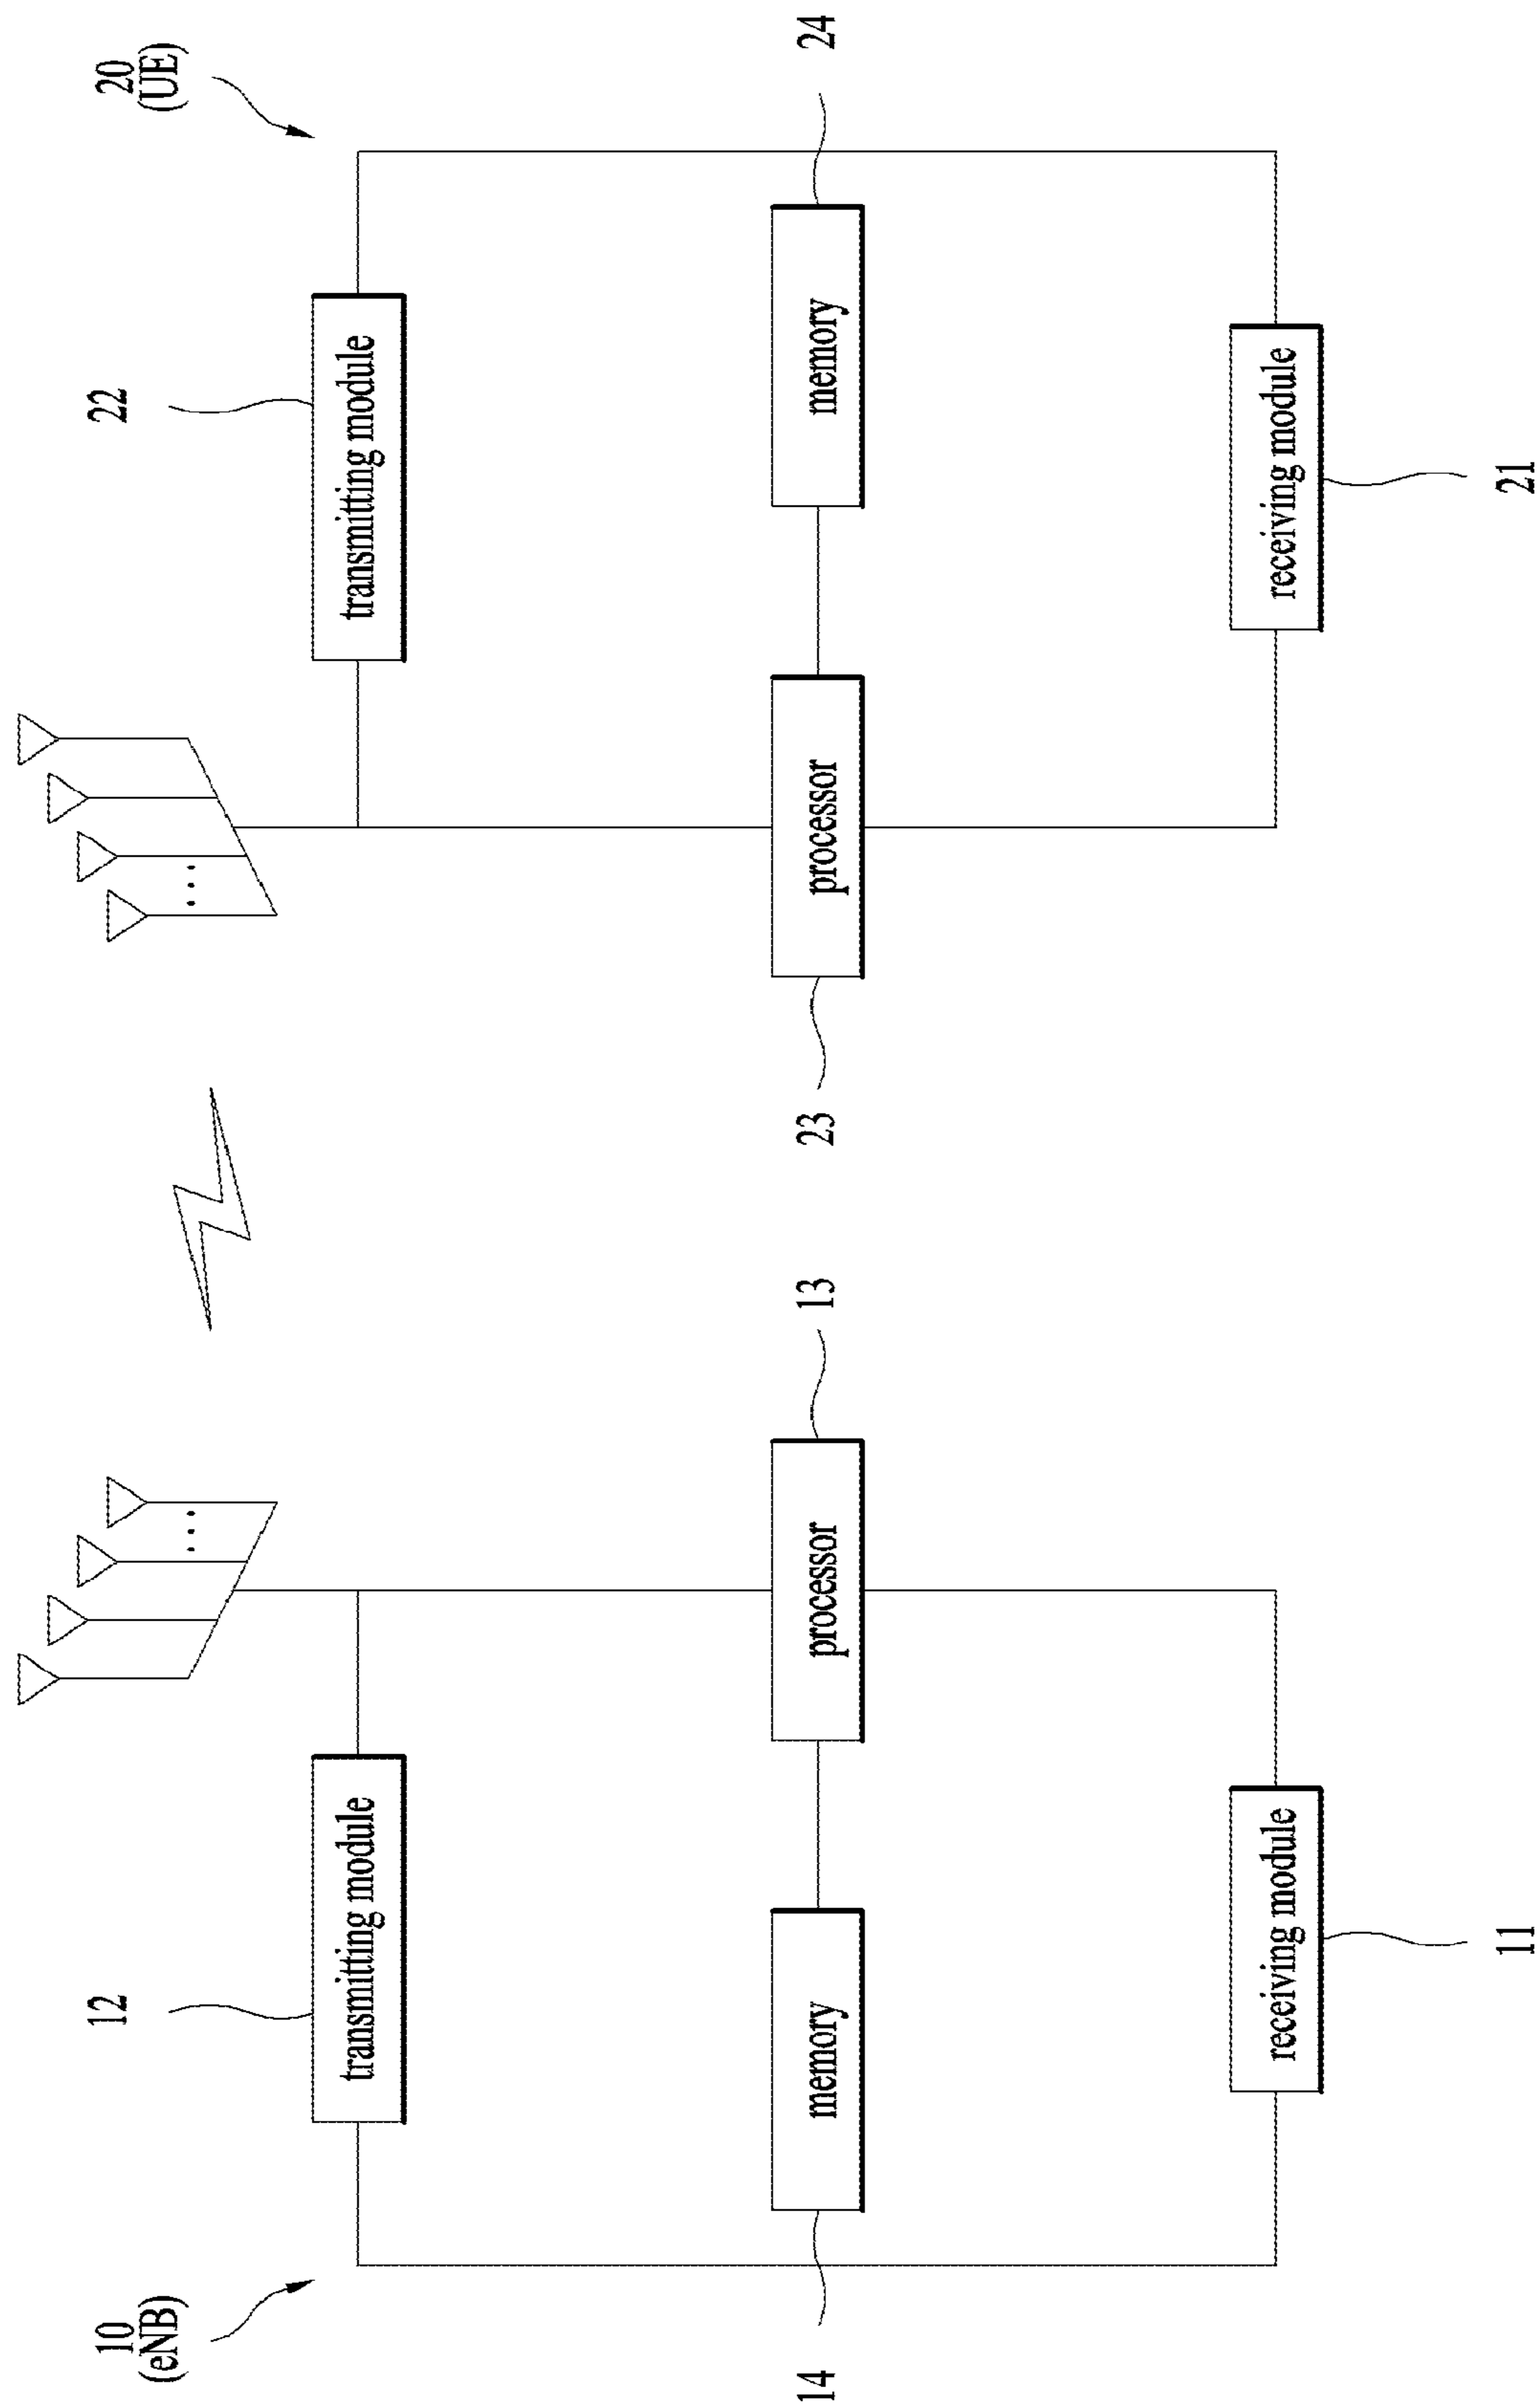 10
(eNB)
20
(UE)
12
22
transmitting module
transmitting module
14
memory
processor
13
23
processor
memory
24
receiving module
receiving module
11
21